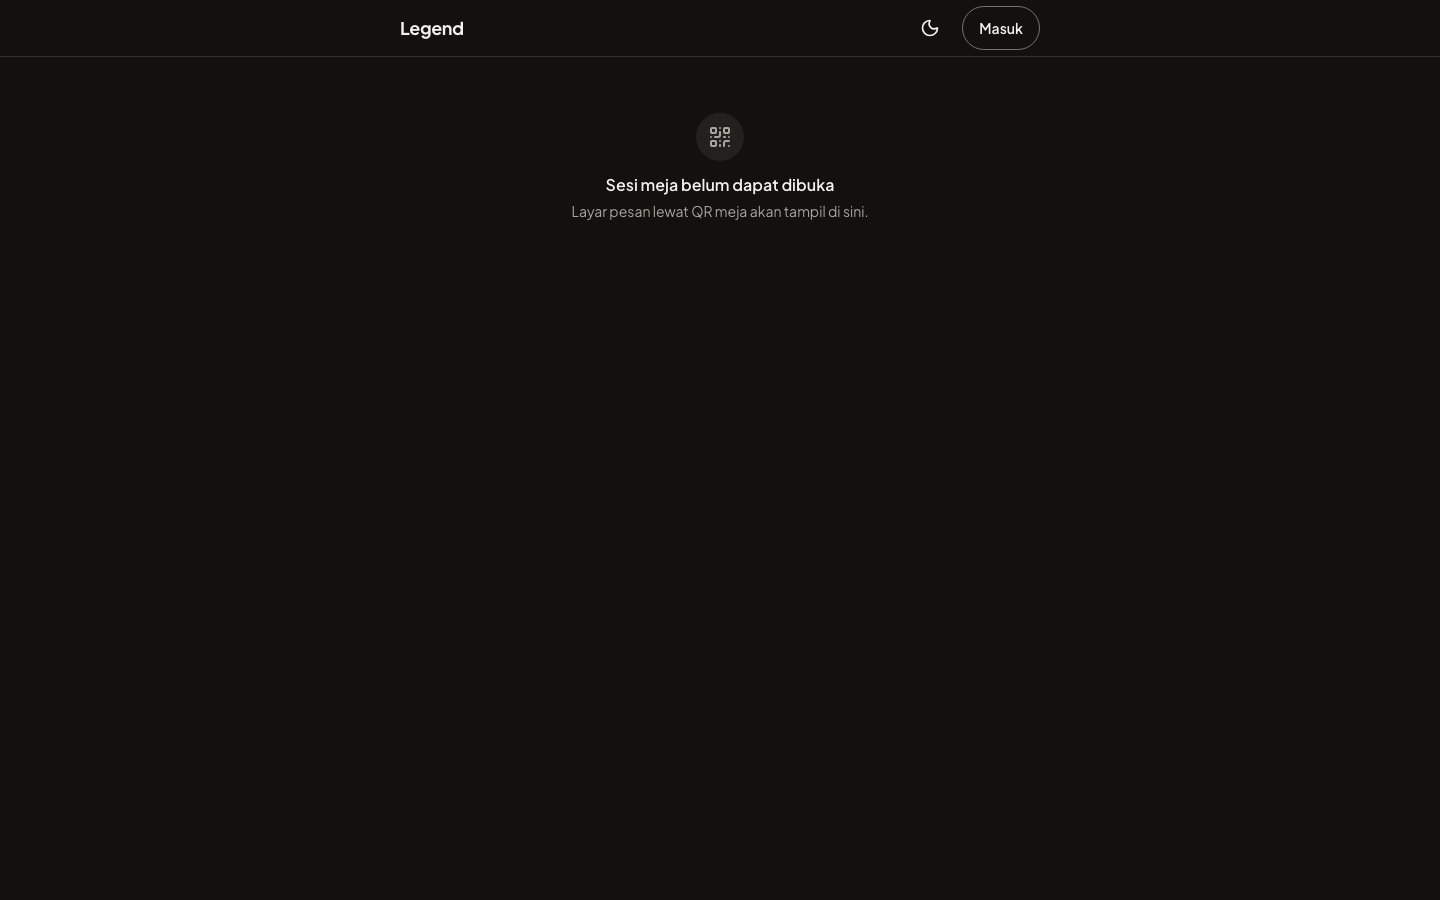 Legend
Masuk
Sesi meja belum dapat dibuka
Layar pesan lewat QR meja akan tampil di sini.